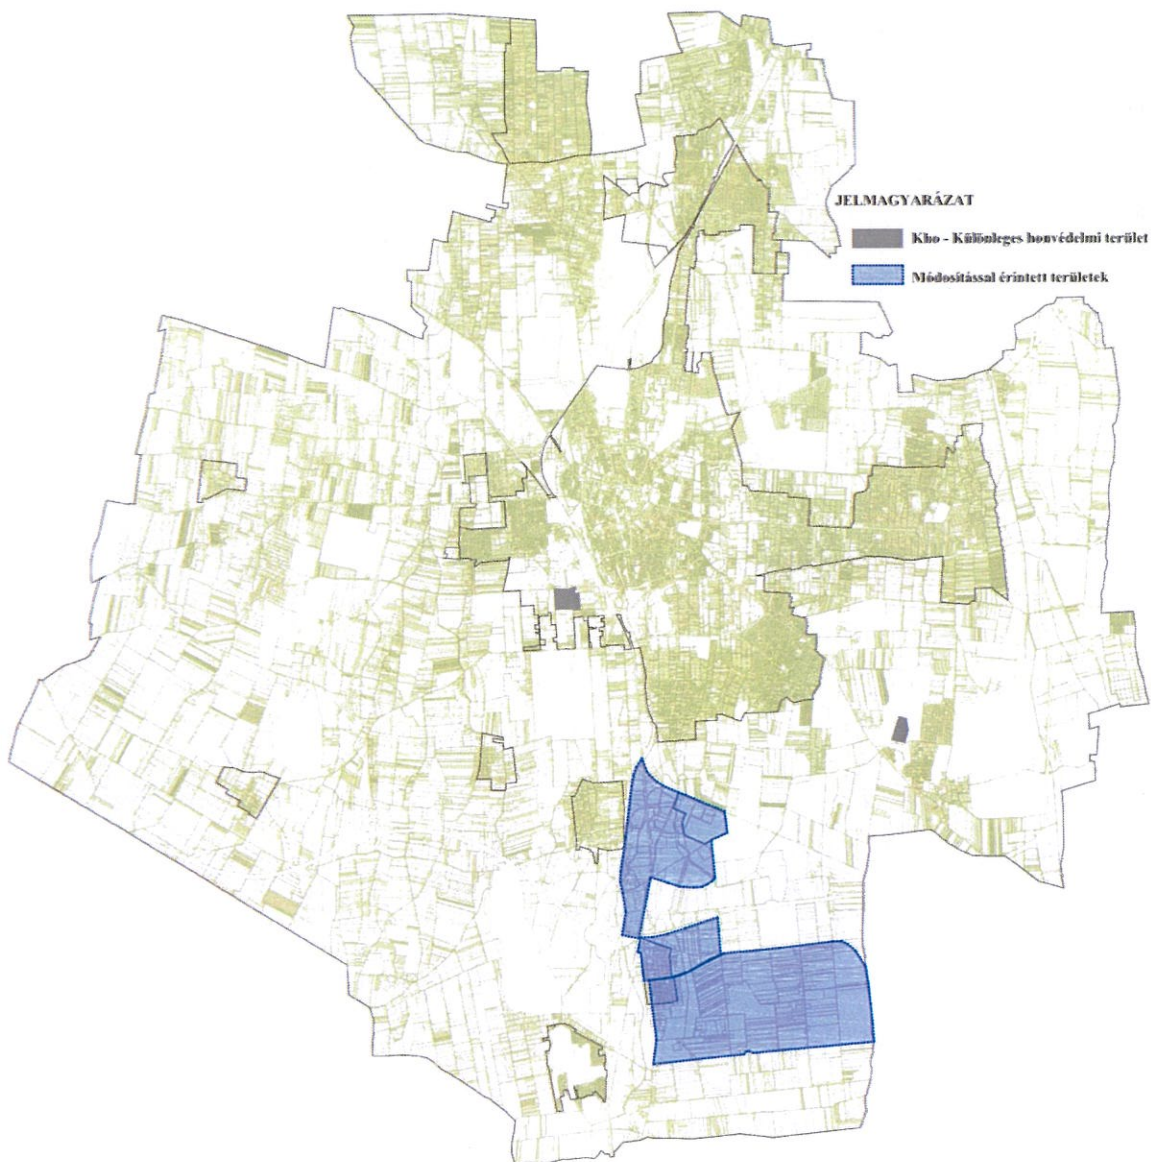 JELMAGYARÁZAT
Kho - Különleges honvédelmi terület
Módosítással érintett területek